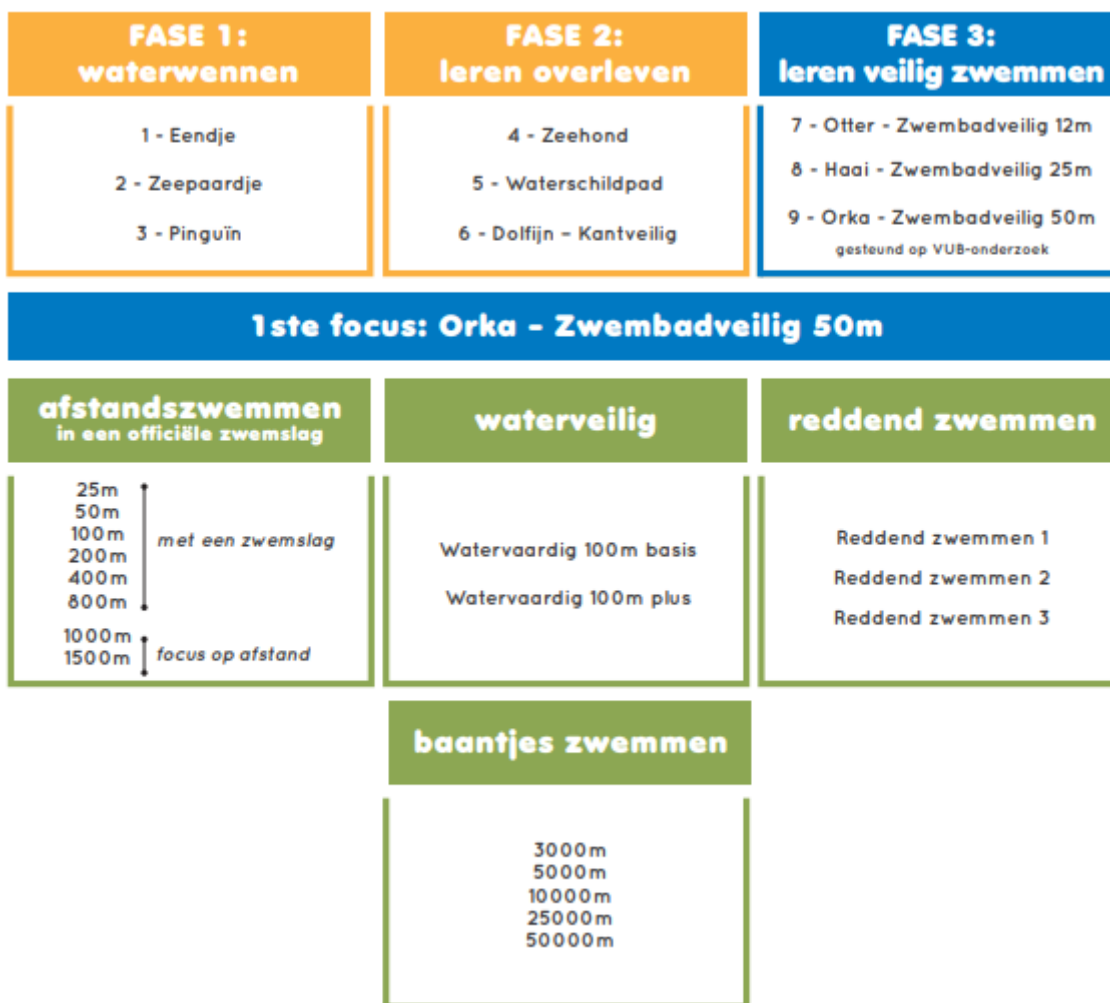 FASE 1:
waterwennen
1 - Eendje
2 - Zeepaardje
3 - Pinguïn
FASE 2:
leren overleven
4 - Zeehond
5 - Waterschildpad
6 - Dolfijn – Kantveilig
FASE 3:
leren veilig zwemmen
7 - Otter - Zwembadveilig 12m
8 - Haai - Zwembadveilig 25m
9 - Orka - Zwembadveilig 50m
gesteund op VUB-onderzoek
1ste focus: Orka - Zwembadveilig 50m
afstandszwemmen
in een officiële zwemslag
25m
50m
100m
200m
400m
800m
met een zwemslag
1000m
1500m
focus op afstand
waterveilig
Watervaardig 100m basis
Watervaardig 100m plus
reddend zwemmen
Reddend zwemmen 1
Reddend zwemmen 2
Reddend zwemmen 3
baantjes zwemmen
3000m
5000m
10000m
25000m
50000m